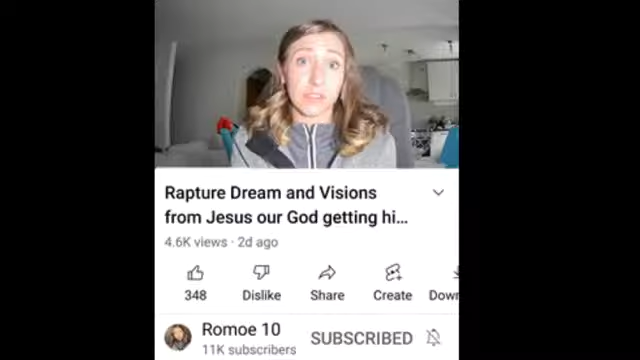 Rapture Dream and Visions
from Jesus our God getting hi...
4.6K views · 2d ago
348 Dislike Share Create Down
Romoe 10
11K subscribers
SUBSCRIBED